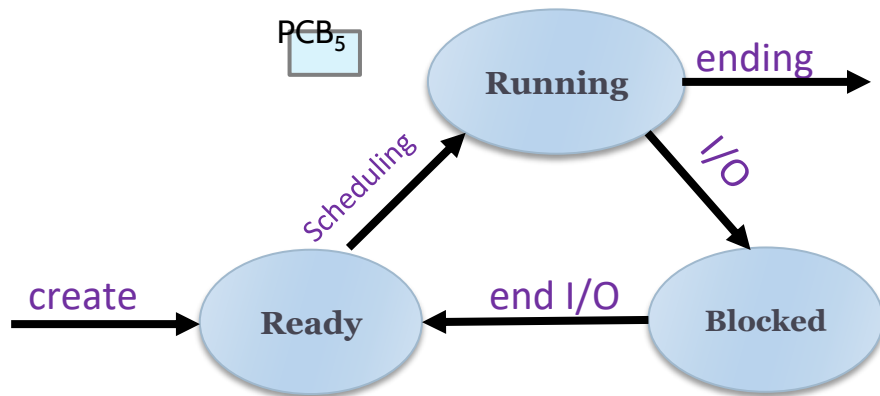 PCB5
Running
ending
Scheduling
I/O
create
Ready
end I/O
Blocked